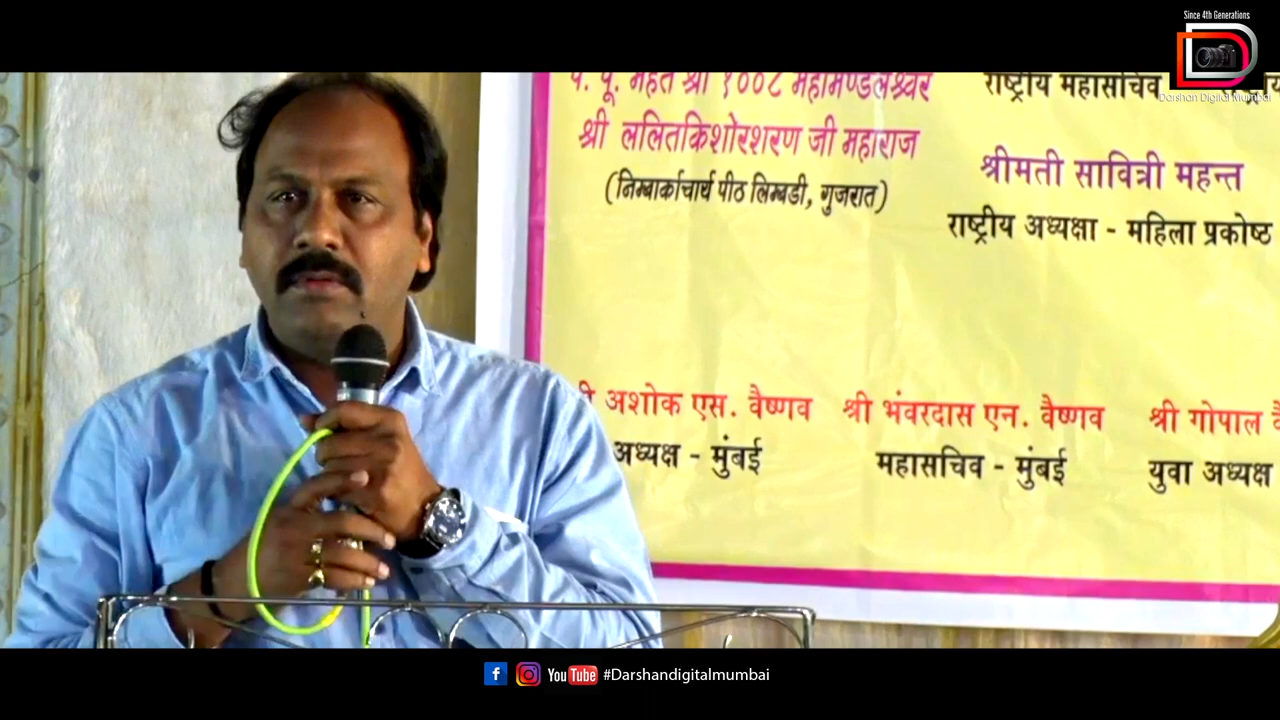 Since 4th Generations
Darshan Digital Mumbai
प. पू. महंत श्री १००८ महामण्डलेश्वर
श्री ललितकिशोरशरण जी महाराज
(निम्बार्काचार्य पीठ लिम्बडी, गुजरात)
राष्ट्रीय महासचिव
श्रीमती सावित्री महन्त
राष्ट्रीय अध्यक्षा - महिला प्रकोष्ठ
अशोक एस. वैष्णव
अध्यक्ष - मुंबई
श्री भंवरदास एन. वैष्णव
महासचिव - मुंबई
श्री गोपाल
युवा अध्यक्ष
f YouTube #Darshandigitalmumbai